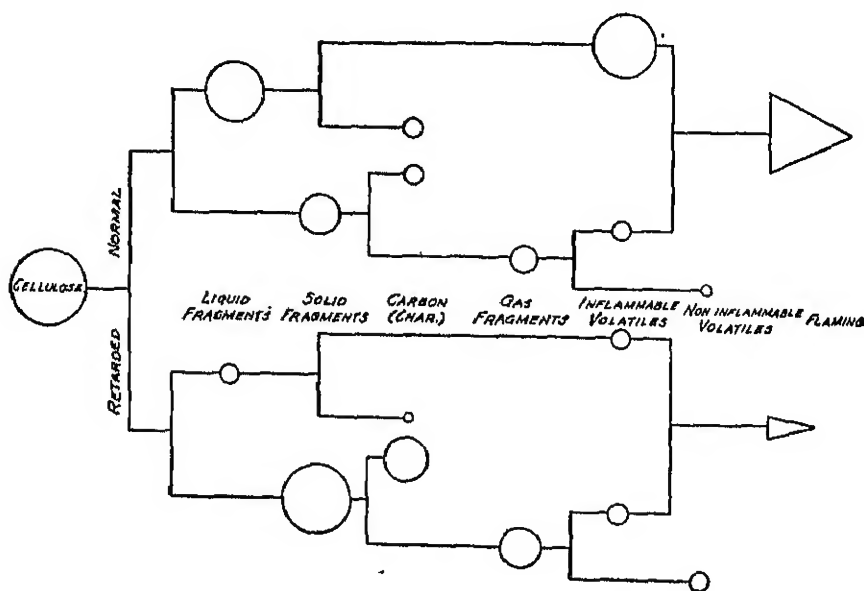 NORMAL
CELLULOSE
LIQUID FRAGMENTS
SOLID FRAGMENTS
CARBON (CHAR.)
GAS FRAGMENTS
INFLAMMABLE VOLATILES
NON INFLAMMABLE VOLATILES
FLAMING
RETARDED